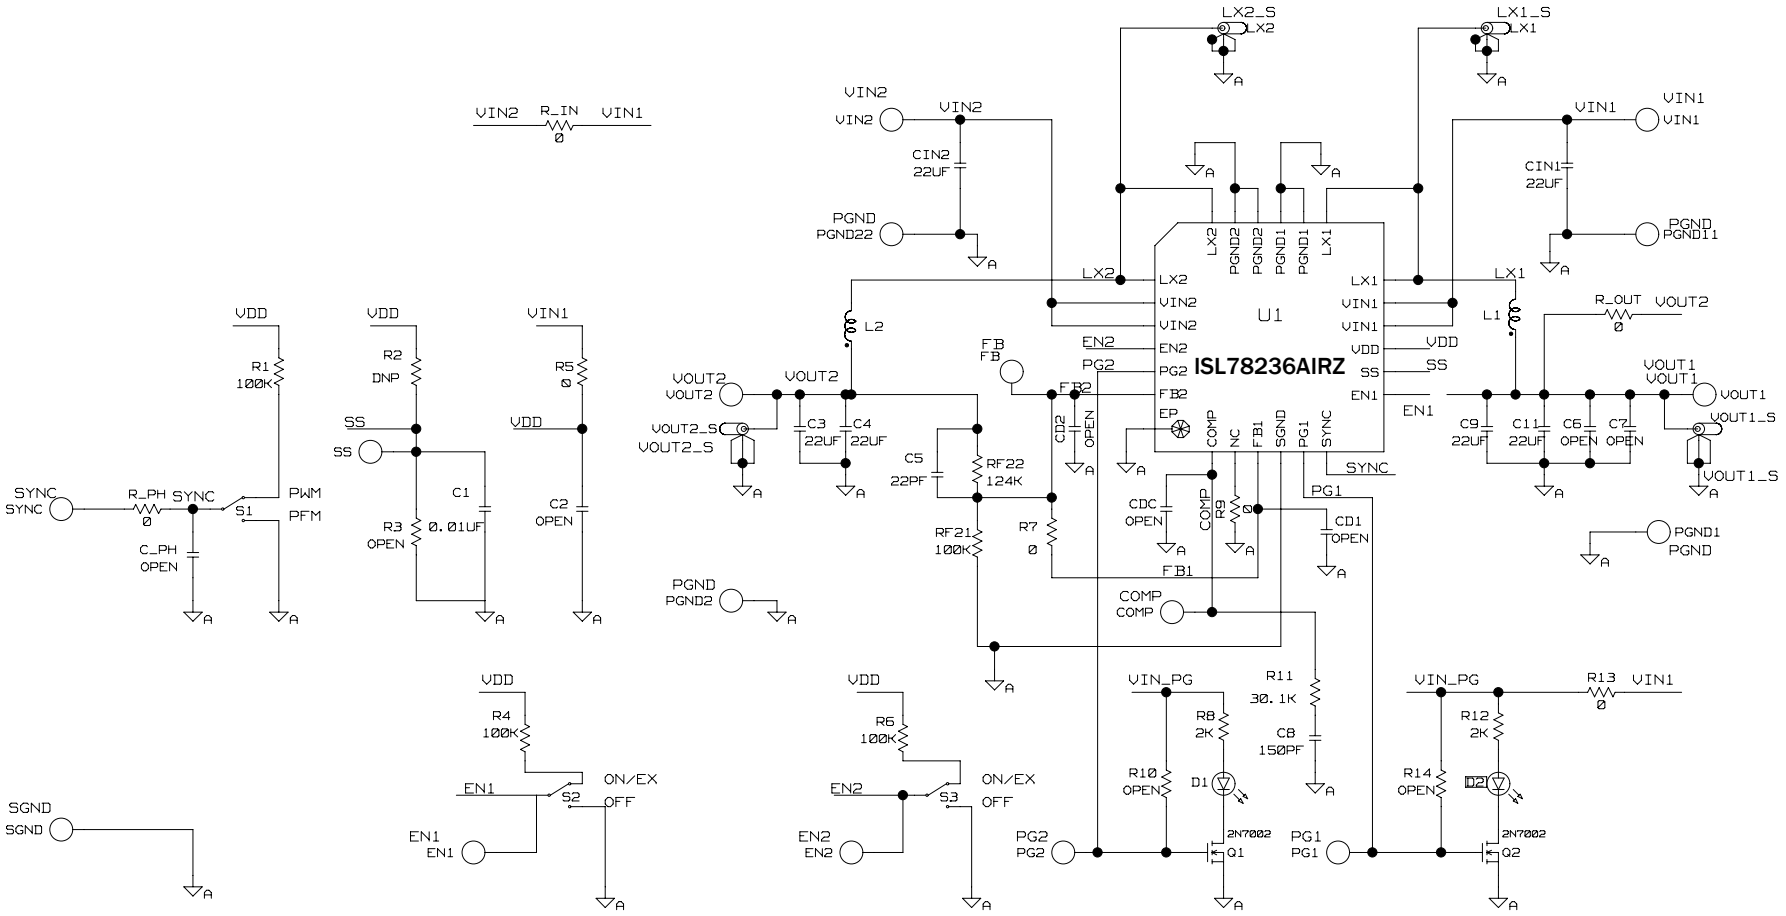 LX2_S
LX2
A
LX1_S
LX1
A
VIN2
VIN2
VIN2
CIN2
22UF
PGND
PGND22
A
VIN1
VIN1
VIN1
CIN1
22UF
PGND
PGND11
A
VIN2
R_IN
VIN1
0
A
A
LX2
PGND2
PGND2
PGND1
PGND1
LX1
LX2
LX2
VIN2
VIN2
EN2
EN2
PG2
PG2
FB2
FB2
EP
LX1
LX1
VIN1
VIN1
VDD
VDD
SS
SS
EN1
EN1
U1
ISL78236AIRZ
COMP
NC
FB1
SGND
PG1
SYNC
SYNC
PG1
A
VDD
R1
100K
SYNC
SYNC
R_PH
0
SYNC
S1
PWM
PFM
C_PH
OPEN
A
A
VDD
R2
DNP
SS
SS
R3
OPEN
C1
0.01UF
A
VIN1
R5
0
VDD
C2
OPEN
A
L2
VOUT2
VOUT2
VOUT2
VOUT2_S
VOUT2_S
A
C3
22UF
C4
22UF
A
C5
22PF
RF22
124K
RF21
100K
R7
0
FB
FB
CD2
OPEN
A
FB1
A
PGND
PGND2
A
CDC
OPEN
A
COMP
R9
0
A
CD1
OPEN
A
COMP
COMP
R11
30.1K
C8
150PF
A
L1
R_OUT
0
VOUT2
VOUT1
VOUT1
VOUT1
C9
22UF
C11
22UF
C6
OPEN
C7
OPEN
A
VOUT1_S
VOUT1_S
A
PGND1
PGND
A
SGND
SGND
A
VDD
R4
100K
EN1
S2
ON/EX
OFF
EN1
EN1
A
VDD
R6
100K
EN2
S3
ON/EX
OFF
EN2
EN2
A
VIN_PG
R8
2K
R10
OPEN
D1
2N7002
Q1
PG2
PG2
A
VIN_PG
R13
0
VIN1
R12
2K
R14
OPEN
D2
2N7002
Q2
PG1
PG1
A